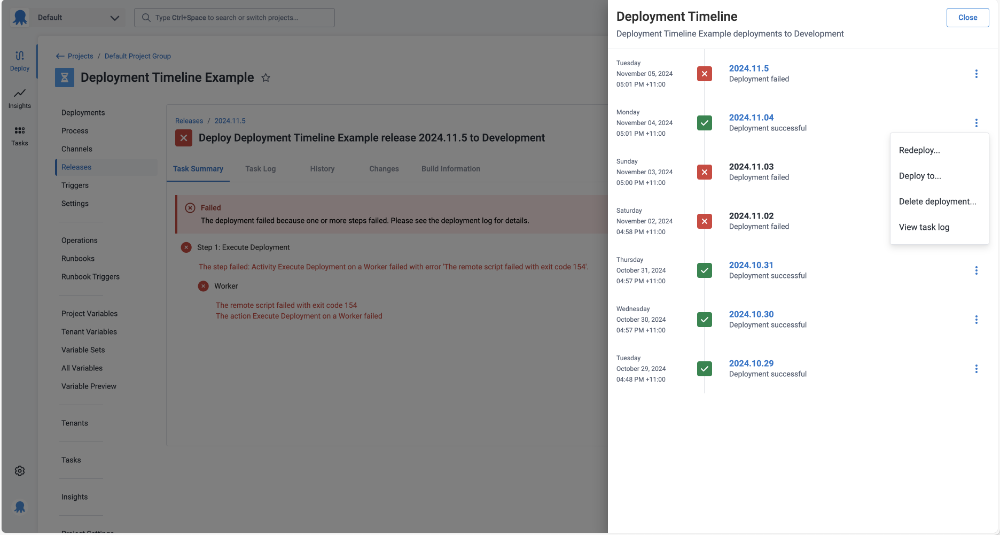 Default
Type Ctrl+Space to search or switch projects...
Deploy
Insights
Tasks
Projects / Default Project Group
Deployment Timeline Example
Deployments
Process
Channels
Releases
Triggers
Settings
Operations
Runbooks
Runbook Triggers
Project Variables
Tenant Variables
Variable Sets
All Variables
Variable Preview
Tenants
Tasks
Insights
Project Settings
Releases / 2024.11.5
Deploy Deployment Timeline Example release 2024.11.5 to Development
Task Summary
Task Log
History
Changes
Build Information
Failed
The deployment failed because one or more steps failed. Please see the deployment log for details.
Step 1: Execute Deployment
The step failed: Activity Execute Deployment on a Worker failed with error 'The remote script failed with exit code 154'.
Worker
The remote script failed with exit code 154
The action Execute Deployment on a Worker failed
Deployment Timeline
Close
Deployment Timeline Example deployments to Development
Tuesday
November 05, 2024
05:01 PM +11:00
2024.11.5
Deployment failed
Monday
November 04, 2024
05:01 PM +11:00
2024.11.04
Deployment successful
Sunday
November 03, 2024
05:00 PM +11:00
2024.11.03
Deployment failed
Saturday
November 02, 2024
04:58 PM +11:00
2024.11.02
Deployment failed
Thursday
October 31, 2024
04:57 PM +11:00
2024.10.31
Deployment successful
Wednesday
October 30, 2024
04:57 PM +11:00
2024.10.30
Deployment successful
Tuesday
October 29, 2024
04:48 PM +11:00
2024.10.29
Deployment successful
Redeploy...
Deploy to...
Delete deployment...
View task log